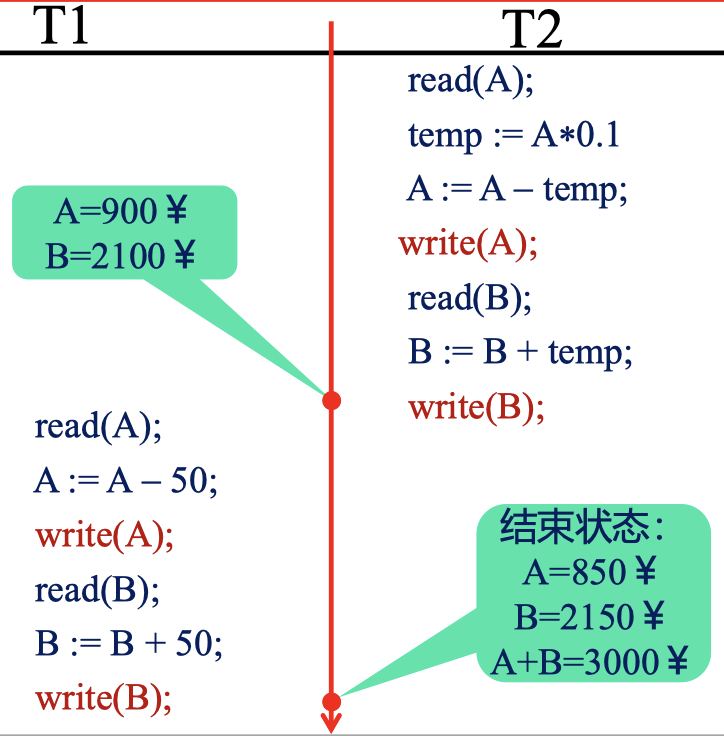 T1
T2
read(A);
temp := A*0.1
A := A – temp;
write(A);
read(B);
B := B + temp;
write(B);
A=900￥
B=2100￥
read(A);
A := A – 50;
write(A);
read(B);
B := B + 50;
write(B);
结束状态：
A=850￥
B=2150￥
A+B=3000￥